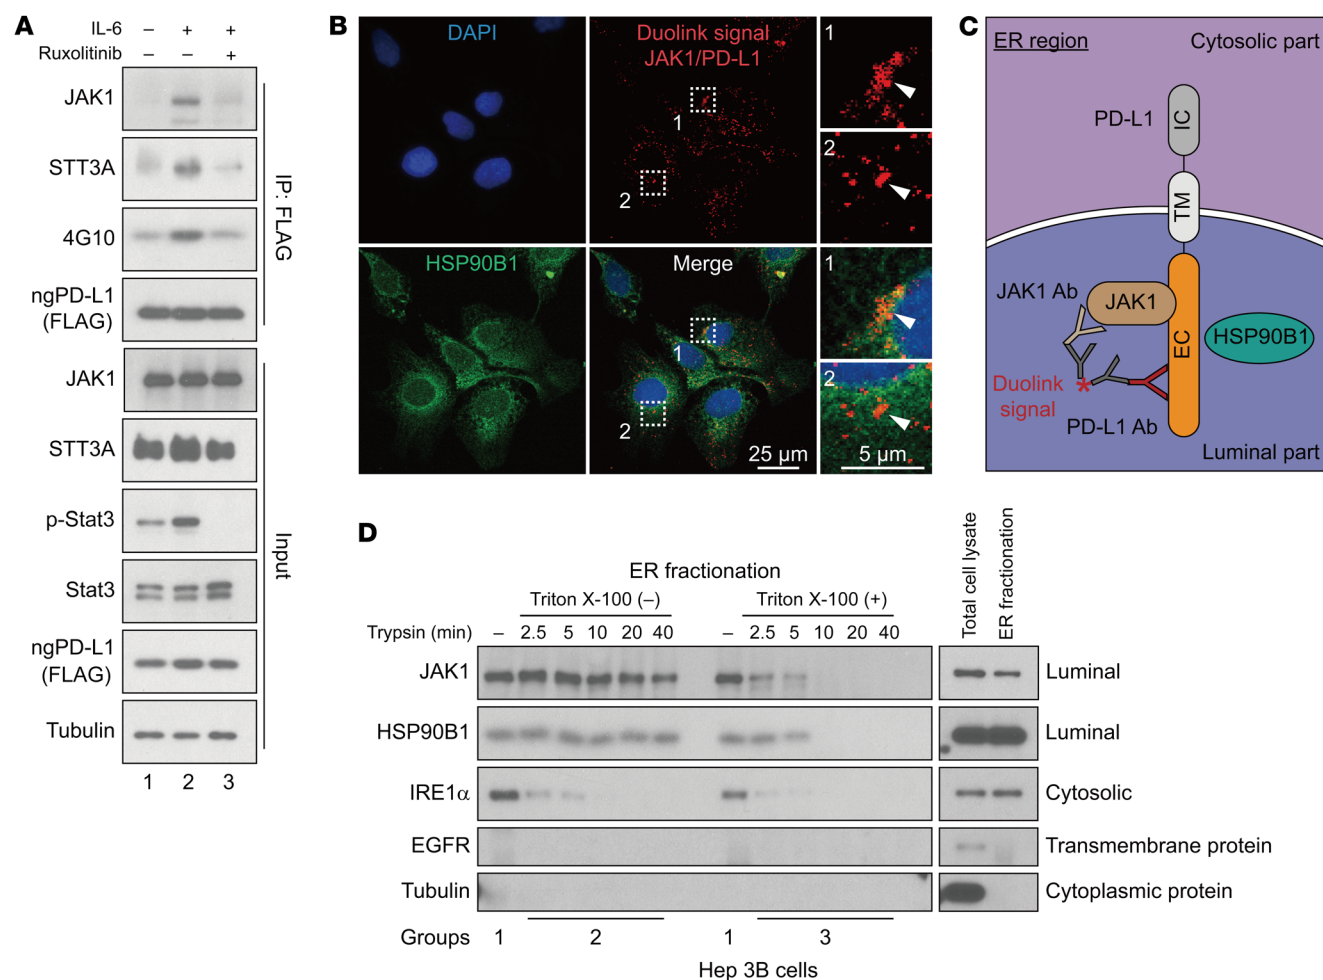 A
IL-6 – + +
Ruxolitinib – – +
JAK1
STT3A
4G10
ngPD-L1
(FLAG)
IP: FLAG
JAK1
STT3A
p-Stat3
Stat3
ngPD-L1
(FLAG)
Tubulin
Input
1 2 3
B
DAPI
Duolink signal
JAK1/PD-L1
1
2
1
2
HSP90B1
Merge
1
2
25 µm
1
2
5 µm
C
ER region
Cytosolic part
PD-L1
IC
TM
EC
JAK1 Ab
JAK1
HSP90B1
Duolink
signal
*
PD-L1 Ab
Luminal part
D
ER fractionation
Triton X-100 (–) Triton X-100 (+)
Trypsin (min) – 2.5 5 10 20 40 – 2.5 5 10 20 40
Total cell lysate
ER fractionation
JAK1 Luminal
HSP90B1 Luminal
IRE1α Cytosolic
EGFR Transmembrane protein
Tubulin Cytoplasmic protein
Groups 1 2 1 3
Hep 3B cells